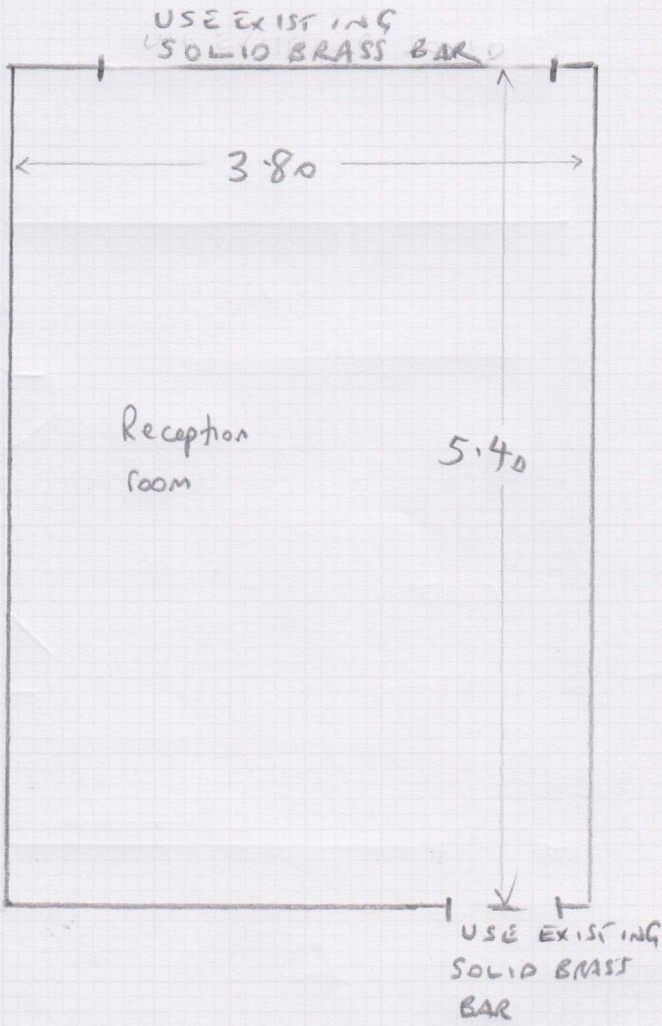 USE EXISTING
SOLID BRASS BAR
3.80
Reception
room
5.40
USE EXISTING
SOLID BRASS
BAR